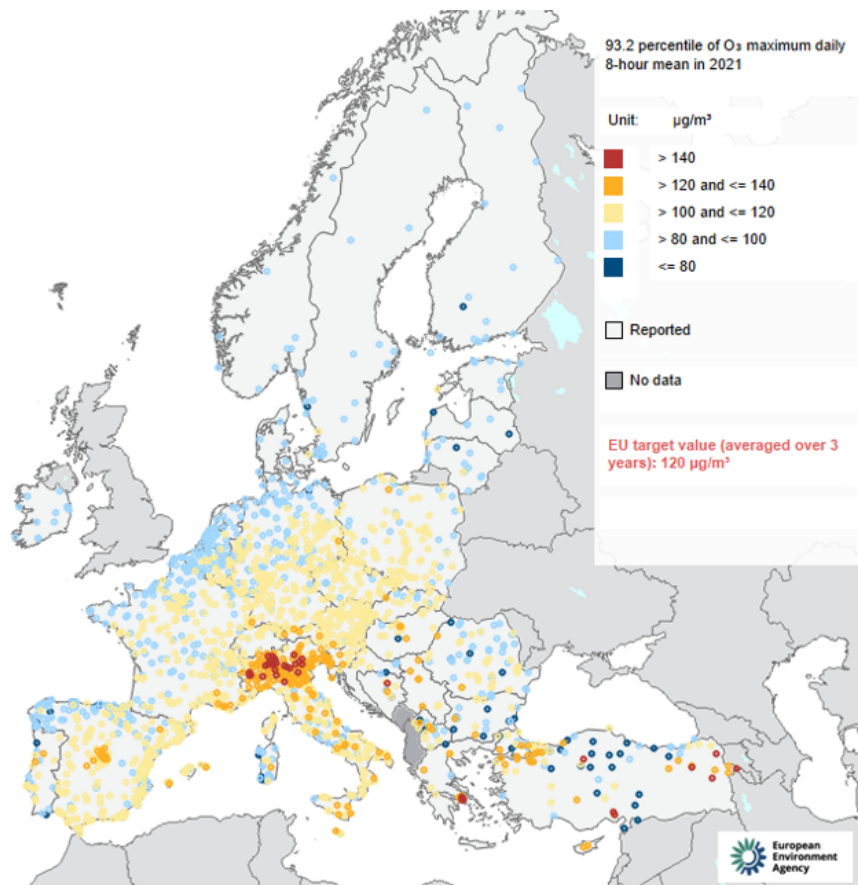 93.2 percentile of O₃ maximum daily
8-hour mean in 2021
Unit: µg/m³
> 140
> 120 and <= 140
> 100 and <= 120
> 80 and <= 100
<= 80
Reported
No data
EU target value (averaged over 3
years): 120 µg/m³
European
Environment
Agency